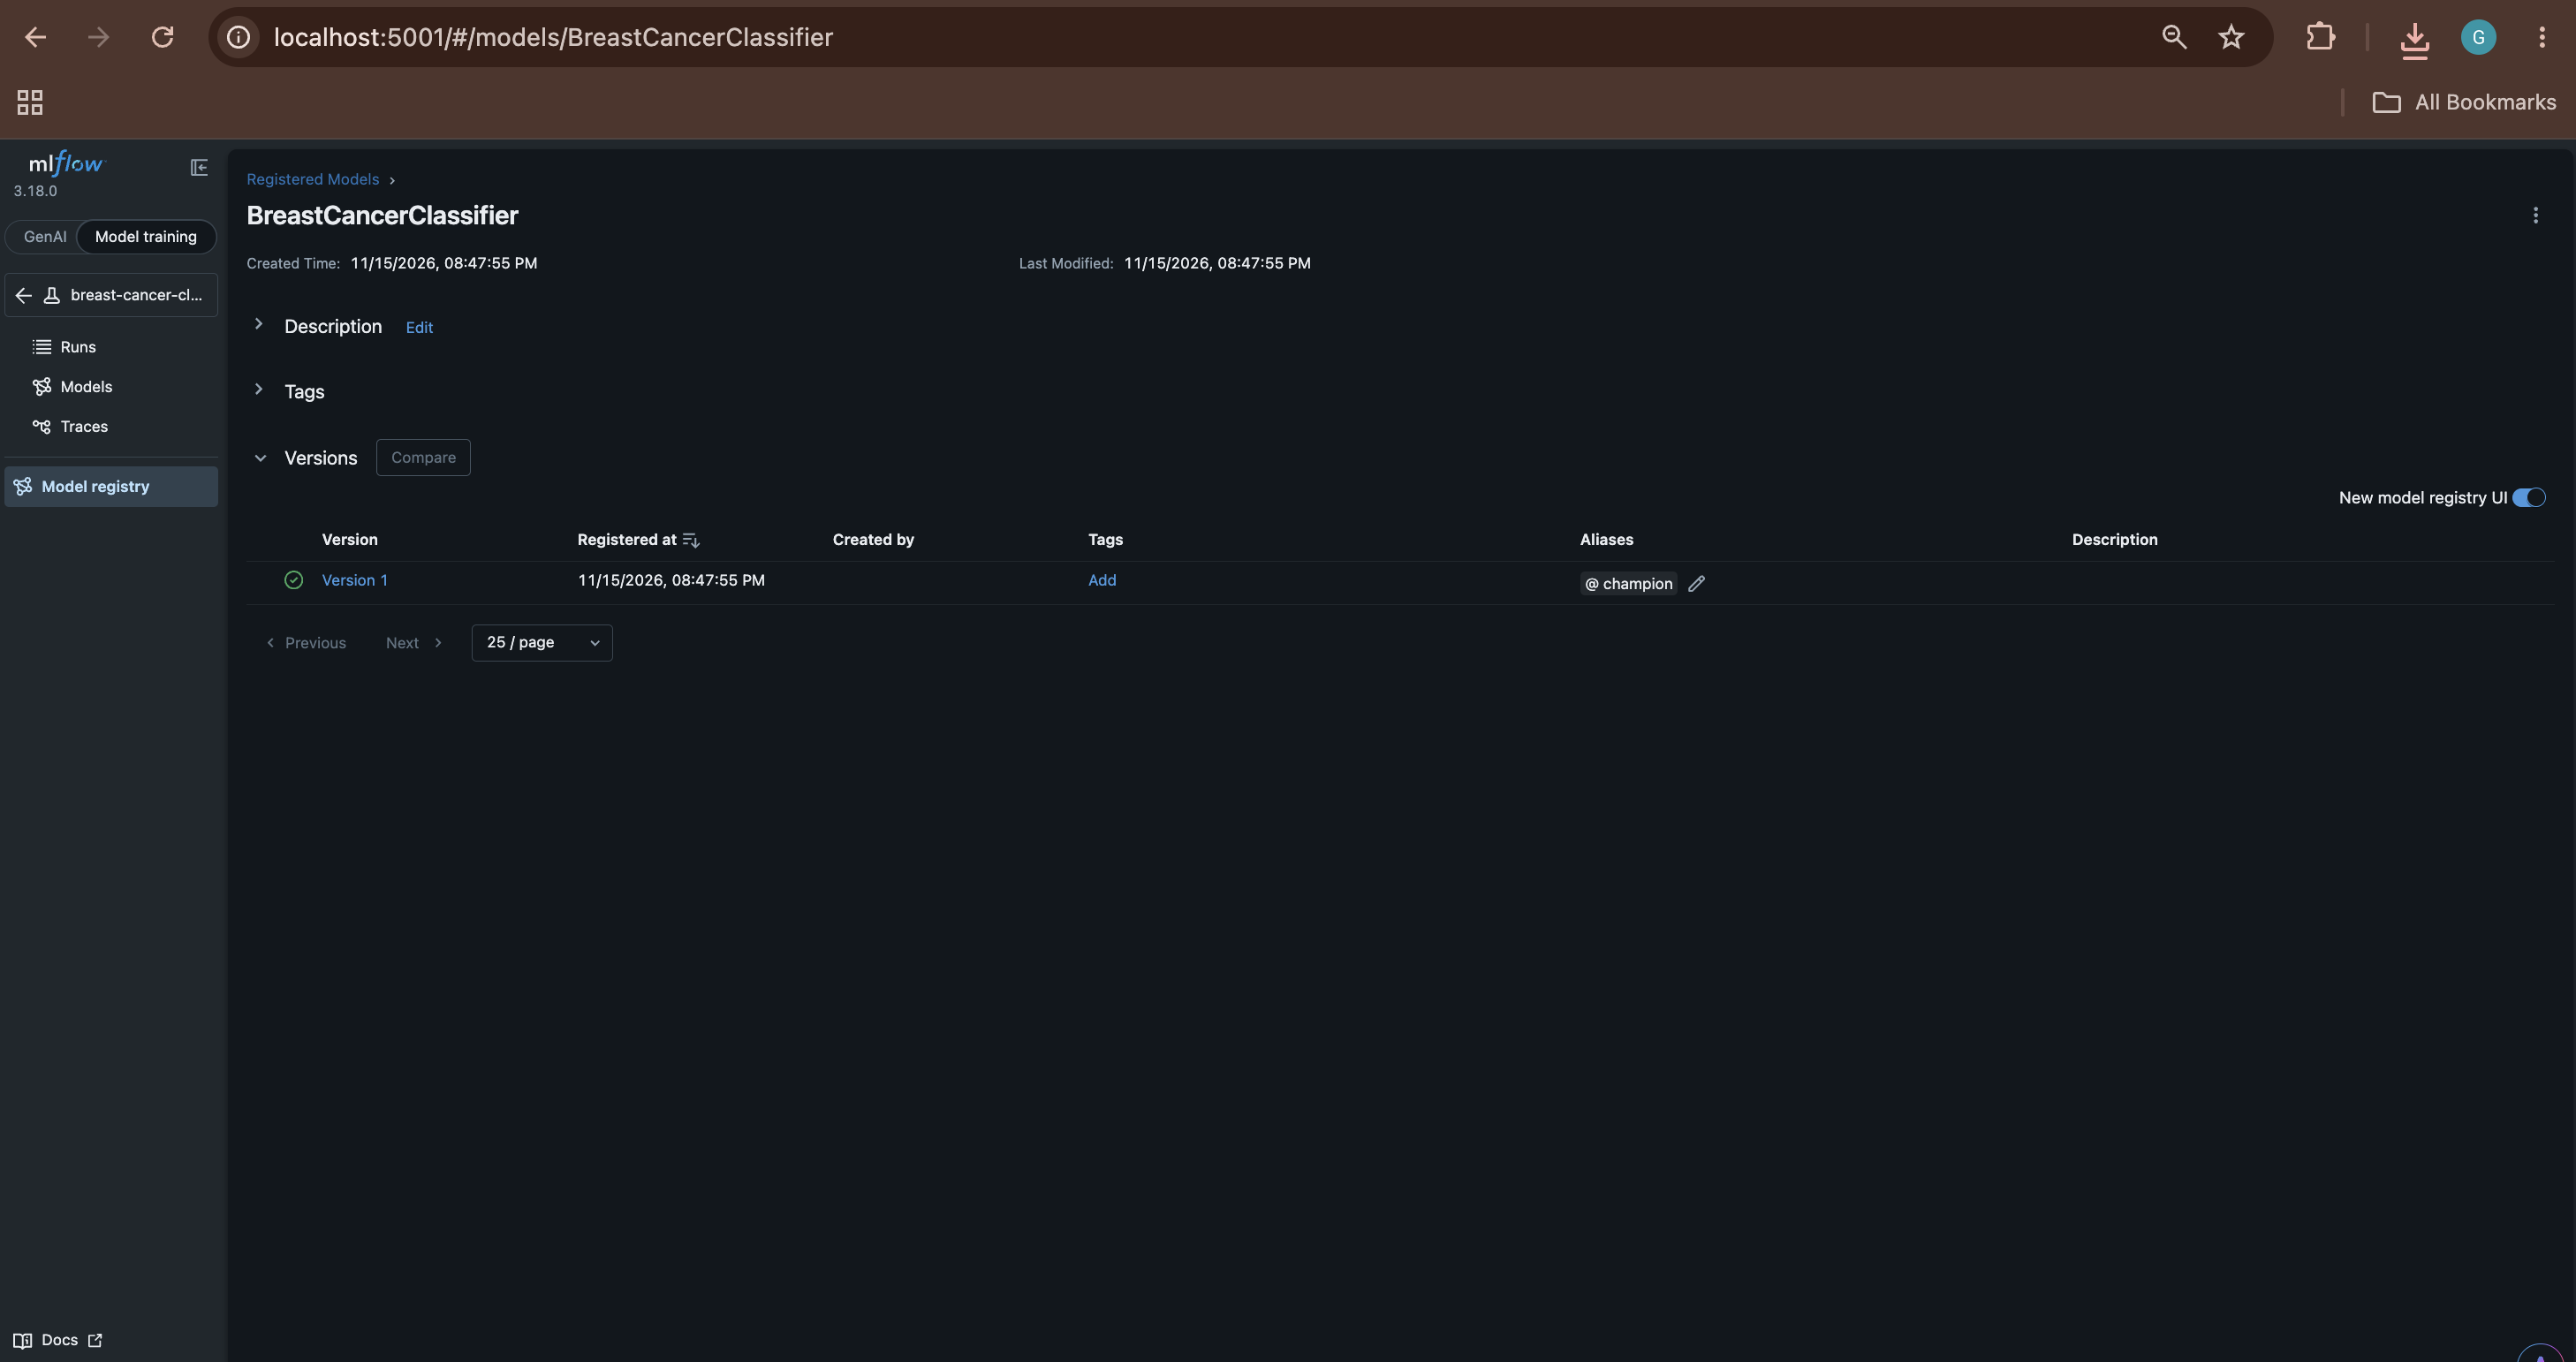 localhost:5001/#/models/BreastCancerClassifier
G
All Bookmarks
mlflow
3.18.0
GenAI Model training
breast-cancer-cl...
Runs
Models
Traces
Model registry
Registered Models ›
BreastCancerClassifier
Created Time: 11/15/2026, 08:47:55 PM Last Modified: 11/15/2026, 08:47:55 PM
Description Edit
Tags
Versions Compare
New model registry UI
Version Registered at Created by Tags Aliases Description
Version 1 11/15/2026, 08:47:55 PM Add @ champion
Previous Next 25 / page
Docs